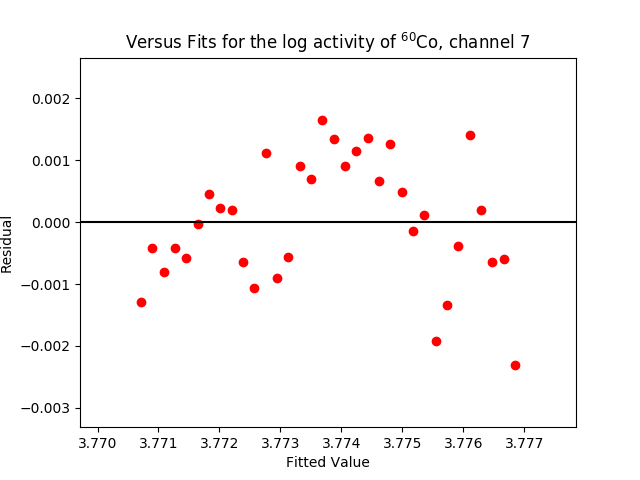 Versus Fits for the log activity of ⁶⁰Co, channel 7
0.002
0.001
0.000
−0.001
−0.002
−0.003
Residual
3.770 3.771 3.772 3.773 3.774 3.775 3.776 3.777
Fitted Value